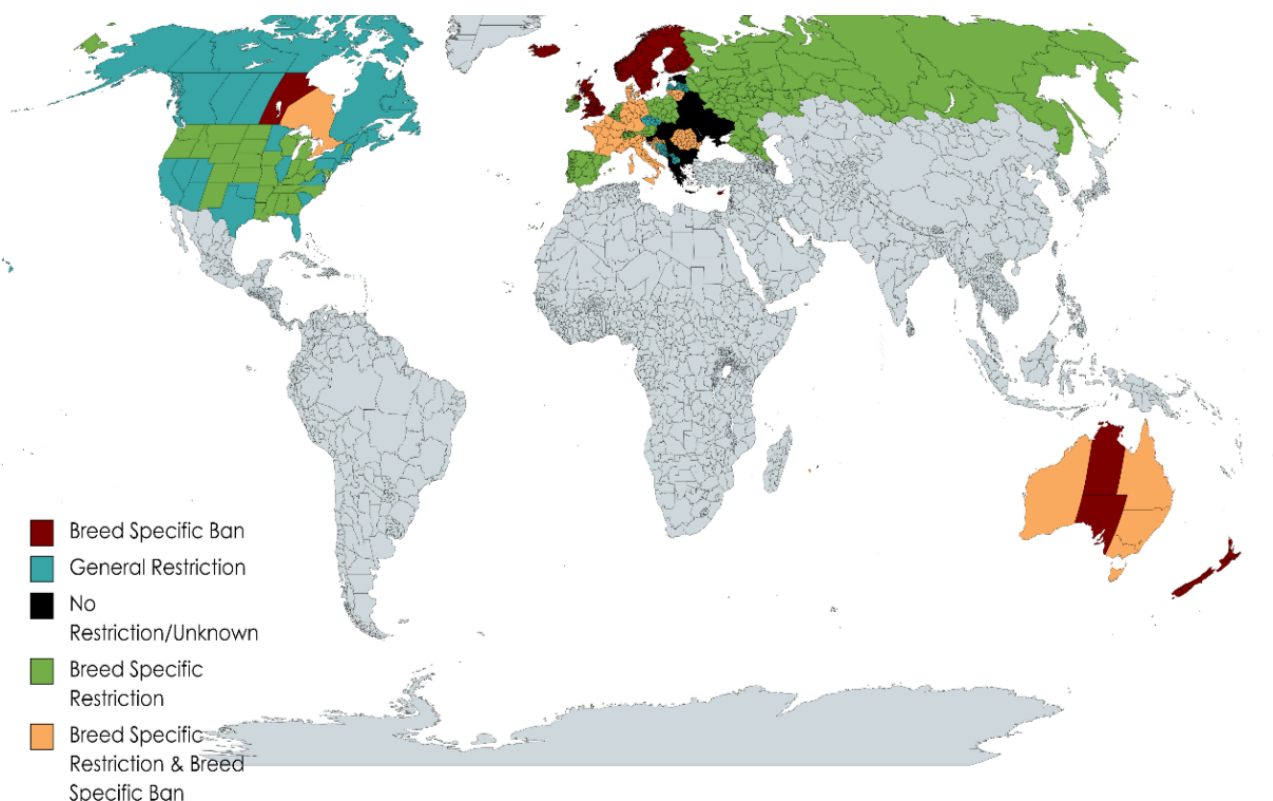 Breed Specific Ban
General Restriction
No
Restriction/Unknown
Breed Specific
Restriction
Breed Specific
Restriction & Breed
Specific Ban